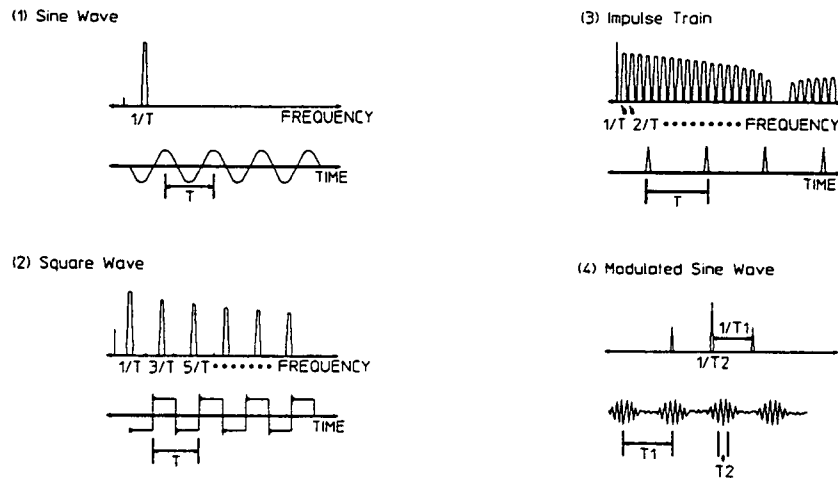 (1) Sine Wave
1/T FREQUENCY
TIME
T
(2) Square Wave
1/T 3/T 5/T •••••••• FREQUENCY
TIME
T
(3) Impulse Train
1/T 2/T ••••••••• FREQUENCY
TIME
T
(4) Modulated Sine Wave
1/T1
1/T2
T1
T2